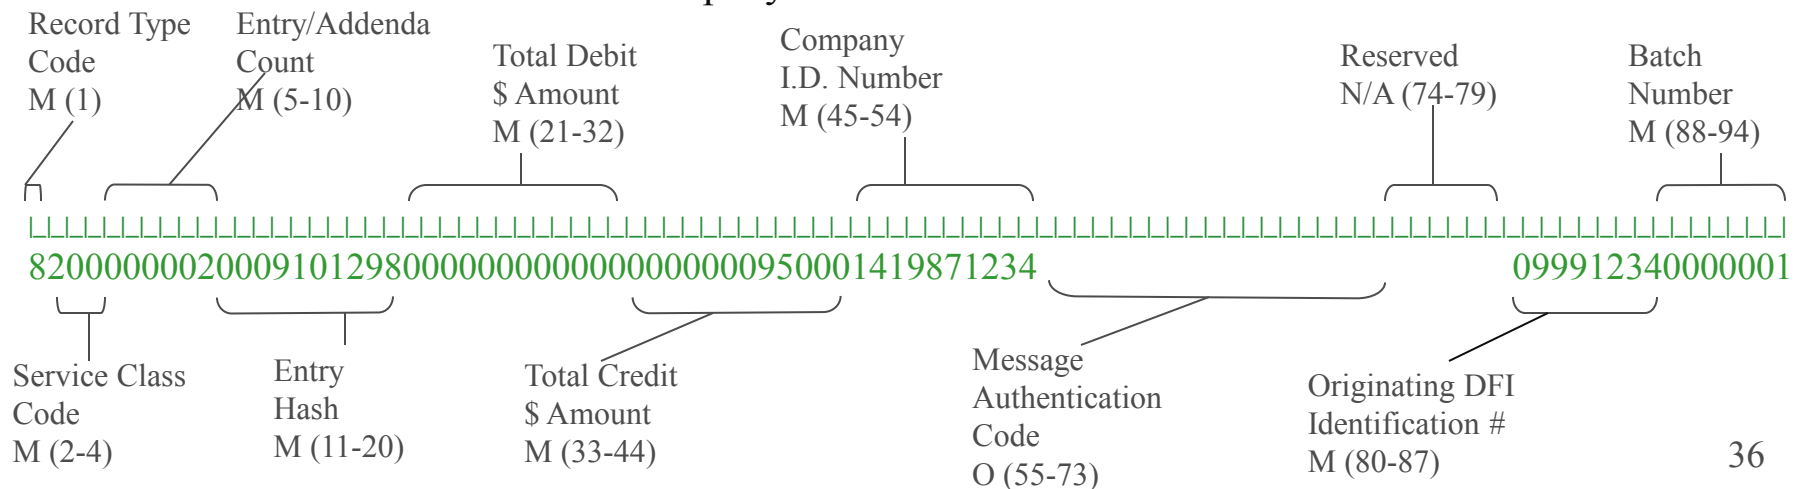 Record Type
Code
M (1)
Entry/Addenda
Count
M (5-10)
Total Debit
$ Amount
M (21-32)
Company
I.D. Number
M (45-54)
Reserved
N/A (74-79)
Batch
Number
M (88-94)
820000000200091012980000000000000000000950001419871234 099912340000001
Service Class
Code
M (2-4)
Entry
Hash
M (11-20)
Total Credit
$ Amount
M (33-44)
Message
Authentication
Code
O (55-73)
Originating DFI
Identification #
M (80-87)
36